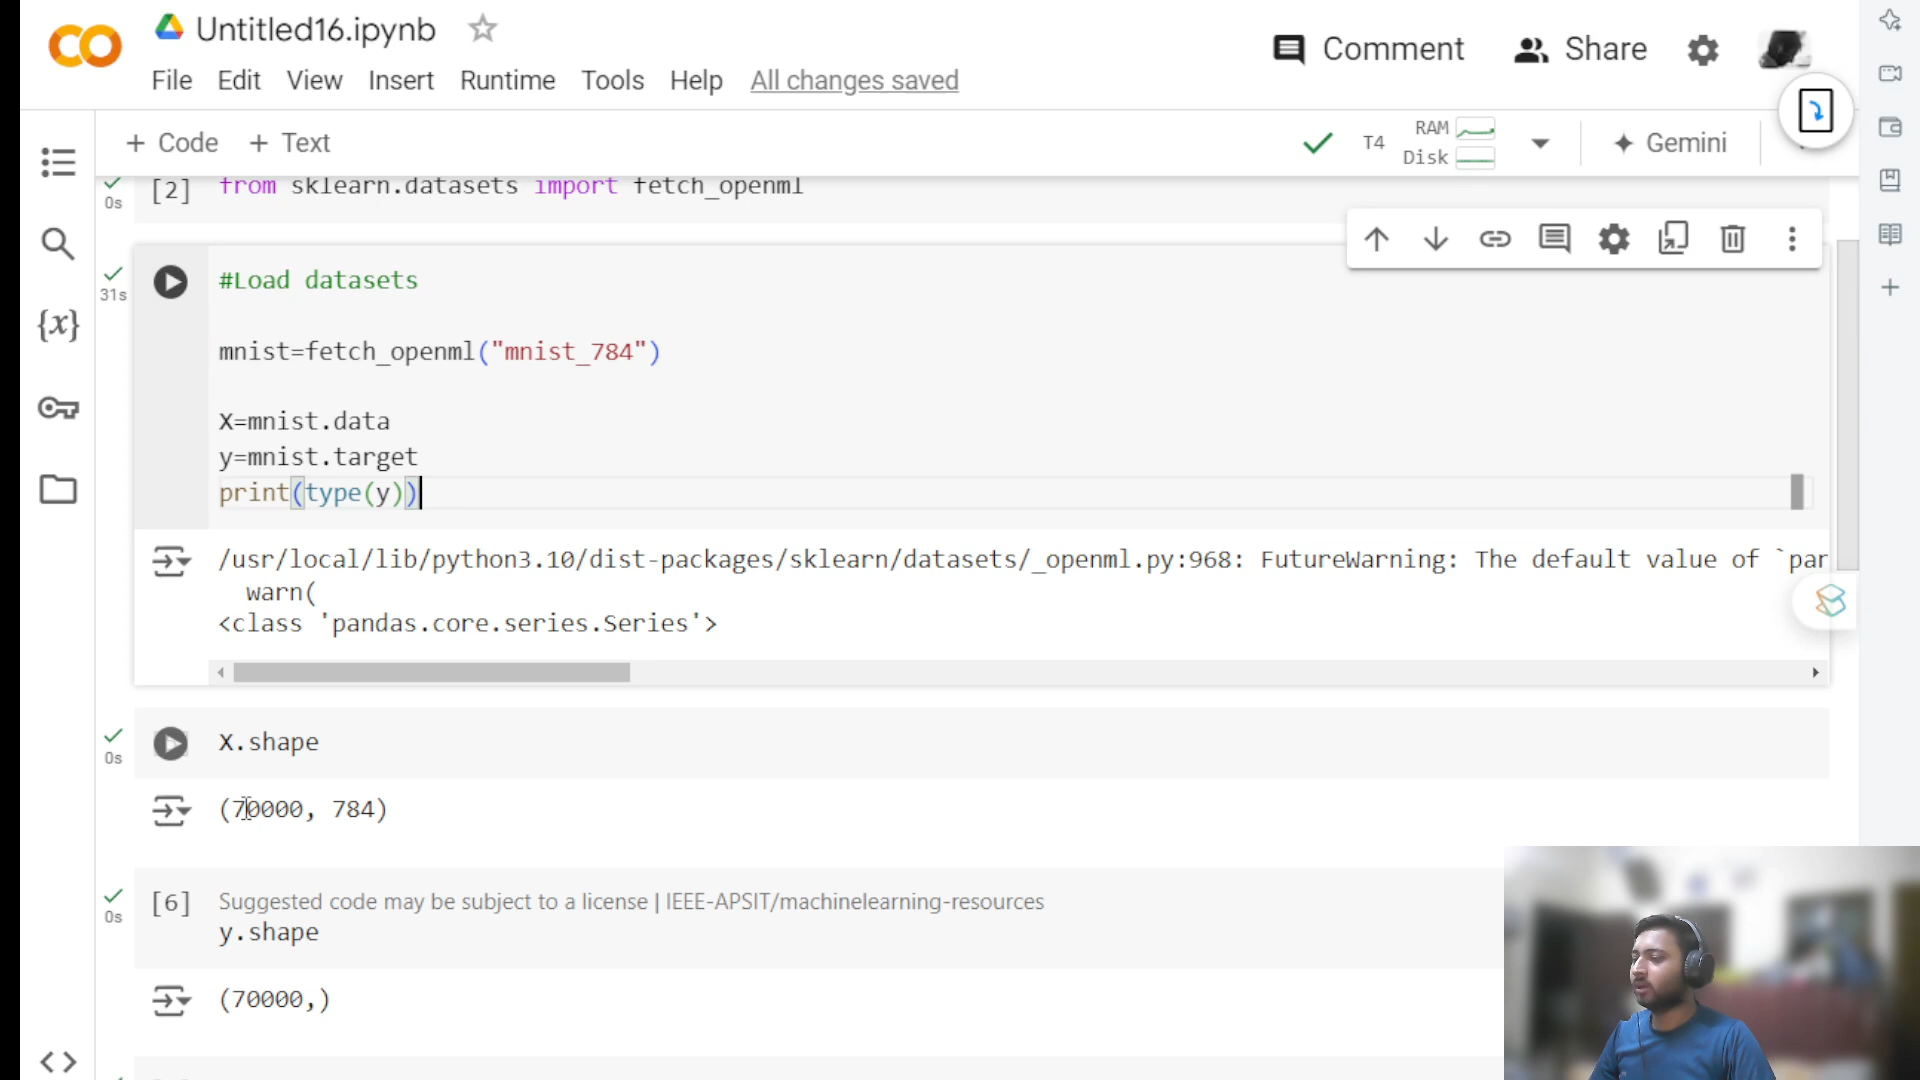 Untitled16.ipynb
Comment
Share
File Edit View Insert Runtime Tools Help All changes saved
+ Code + Text
T4
RAM
Disk
Gemini
0s
[2] from sklearn.datasets import fetch_openml
31s
#Load datasets
mnist=fetch_openml("mnist_784")
X=mnist.data
y=mnist.target
print(type(y))
/usr/local/lib/python3.10/dist-packages/sklearn/datasets/_openml.py:968: FutureWarning: The default value of `par
warn(
<class 'pandas.core.series.Series'>
0s
X.shape
(70000, 784)
0s
[6] Suggested code may be subject to a license | IEEE-APSIT/machinelearning-resources
y.shape
(70000,)